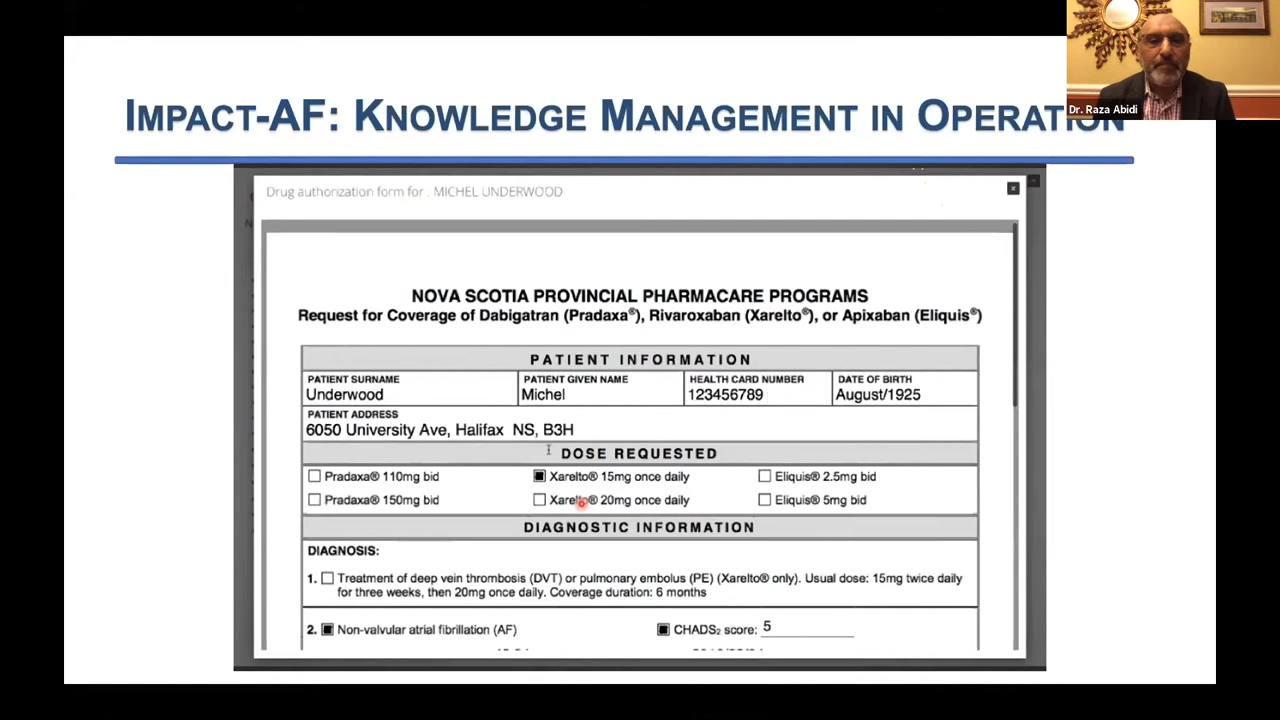 IMPACT-AF: KNOWLEDGE MANAGEMENT IN OPERATION
Dr. Raza Abidi
Drug authorization form for : MICHEL UNDERWOOD
x
NOVA SCOTIA PROVINCIAL PHARMACARE PROGRAMS
Request for Coverage of Dabigatran (Pradaxa®), Rivaroxaban (Xarelto®), or Apixaban (Eliquis®)
PATIENT INFORMATION
PATIENT SURNAME PATIENT GIVEN NAME HEALTH CARD NUMBER DATE OF BIRTH
Underwood Michel 123456789 August/1925
PATIENT ADDRESS
6050 University Ave, Halifax NS, B3H
DOSE REQUESTED
Pradaxa® 110mg bid Xarelto® 15mg once daily Eliquis® 2.5mg bid
Pradaxa® 150mg bid Xarelto® 20mg once daily Eliquis® 5mg bid
DIAGNOSTIC INFORMATION
DIAGNOSIS:
1. Treatment of deep vein thrombosis (DVT) or pulmonary embolus (PE) (Xarelto® only). Usual dose: 15mg twice daily
for three weeks, then 20mg once daily. Coverage duration: 6 months
2. Non-valvular atrial fibrillation (AF) CHADS₂ score: 5